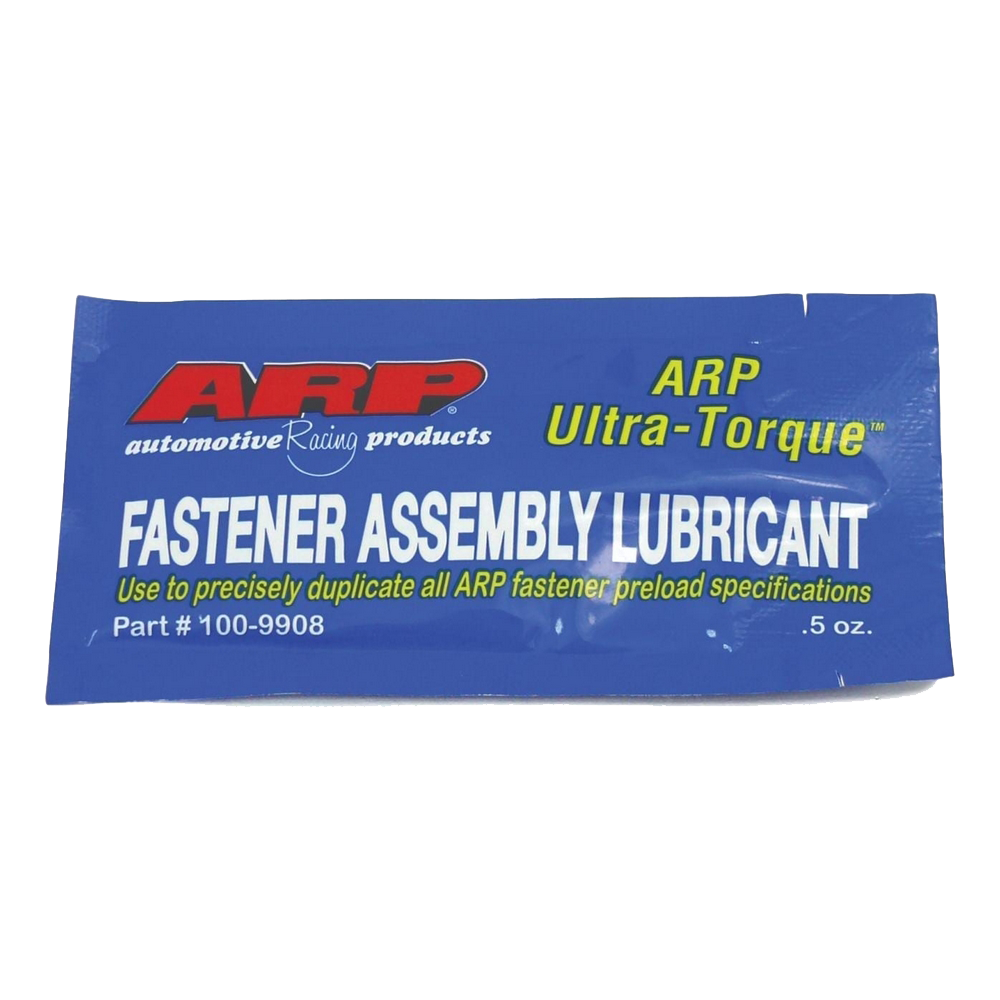 ARP®
automotive Racing products
ARP
Ultra-Torque™
FASTENER ASSEMBLY LUBRICANT
Use to precisely duplicate all ARP fastener preload specifications
Part # 100-9908
.5 oz.